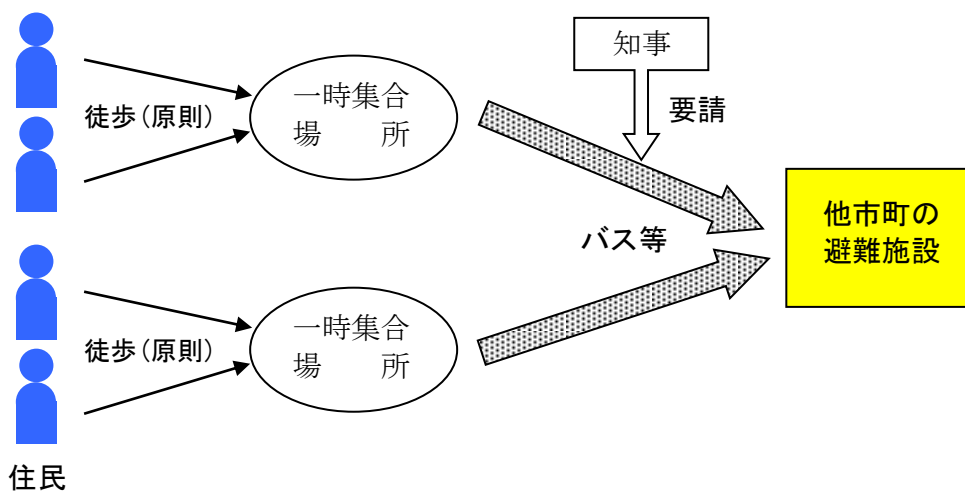 知事
徒歩(原則)
一時集合
場　　所
要請
他市町の
避難施設
バス等
徒歩(原則)
一時集合
場　　所
住民